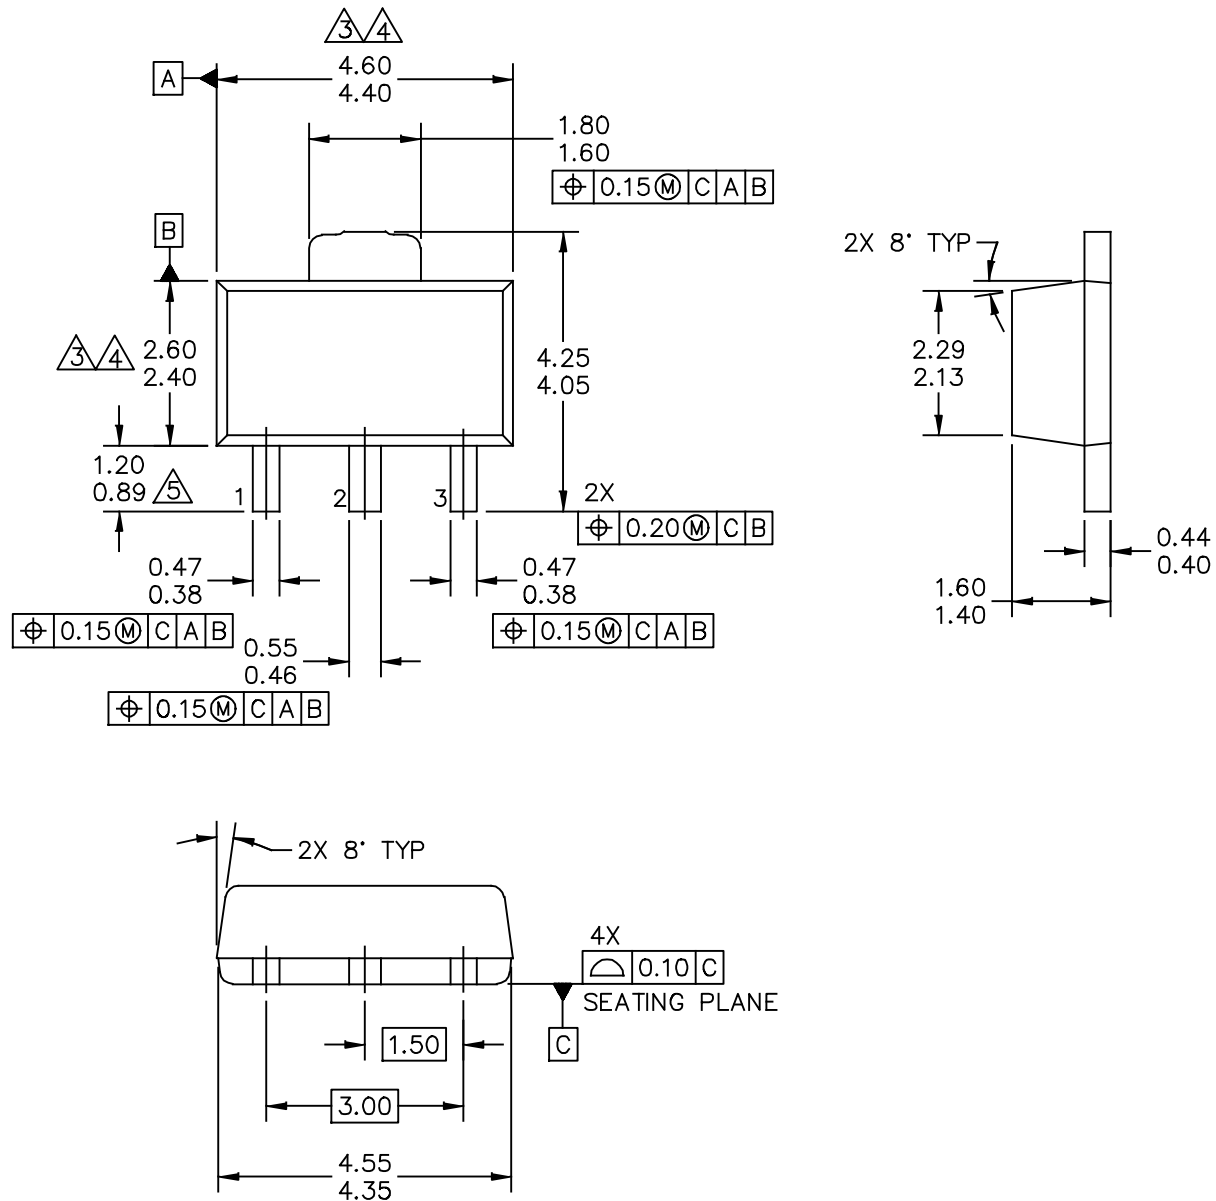 3 4
4.60
4.40
A
1.80
1.60
⌖ 0.15 Ⓜ C A B
B
2X 8° TYP
3 4
2.60
2.40
4.25
4.05
2.29
2.13
1.20
0.89 5
1 2 3
2X
⌖ 0.20 Ⓜ C B
0.44
0.40
0.47
0.38
0.47
0.38
1.60
1.40
⌖ 0.15 Ⓜ C A B
⌖ 0.15 Ⓜ C A B
0.55
0.46
⌖ 0.15 Ⓜ C A B
2X 8° TYP
4X
⌓ 0.10 C
SEATING PLANE
1.50
C
3.00
4.55
4.35